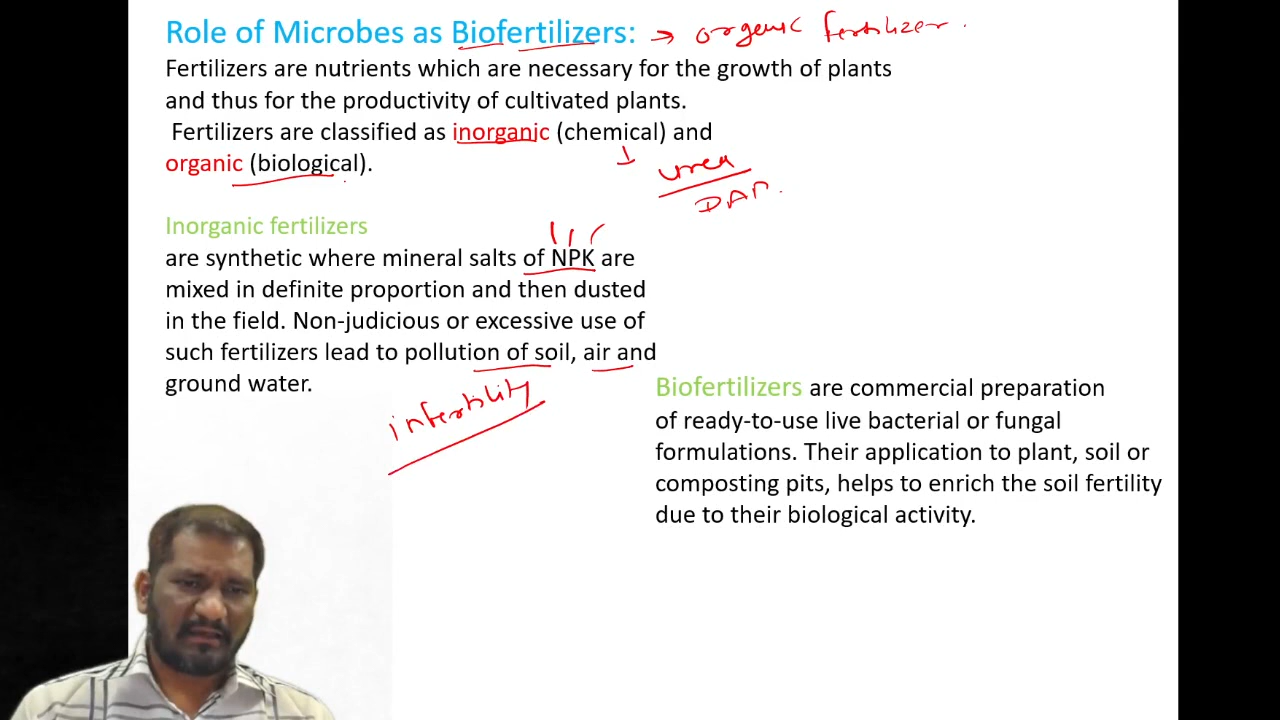 Role of Microbes as Biofertilizers: → organic fertilizer.
Fertilizers are nutrients which are necessary for the growth of plants
and thus for the productivity of cultivated plants.
Fertilizers are classified as inorganic (chemical) and
organic (biological).
urea
DAP.
Inorganic fertilizers
are synthetic where mineral salts of NPK are
mixed in definite proportion and then dusted
in the field. Non-judicious or excessive use of
such fertilizers lead to pollution of soil, air and
ground water.
infertility
Biofertilizers are commercial preparation
of ready-to-use live bacterial or fungal
formulations. Their application to plant, soil or
composting pits, helps to enrich the soil fertility
due to their biological activity.